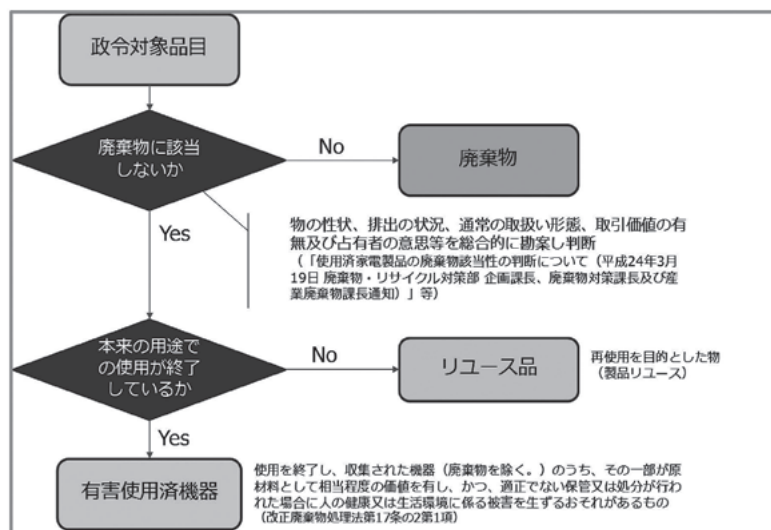 政令対象品目
廃棄物に該当
しないか
No
廃棄物
Yes
物の性状、排出の状況、通常の取扱い形態、取引価値の有
無及び占有者の意思等を総合的に勘案し判断
(「使用済家電製品の廃棄物該当性の判断について(平成24年3月
19日 廃棄物・リサイクル対策部 企画課長、廃棄物対策課長及び産
業廃棄物課長通知)」等)
本来の用途で
の使用が終了
しているか
No
リユース品
再使用を目的とした物
(製品リユース)
Yes
有害使用済機器
使用を終了し、収集された機器(廃棄物を除く。)のうち、その一部が原
材料として相当程度の価値を有し、かつ、適正でない保管又は処分が行わ
れた場合に人の健康又は生活環境に係る被害を生ずるおそれがあるもの
(改正廃棄物処理法第17条の2第1項)